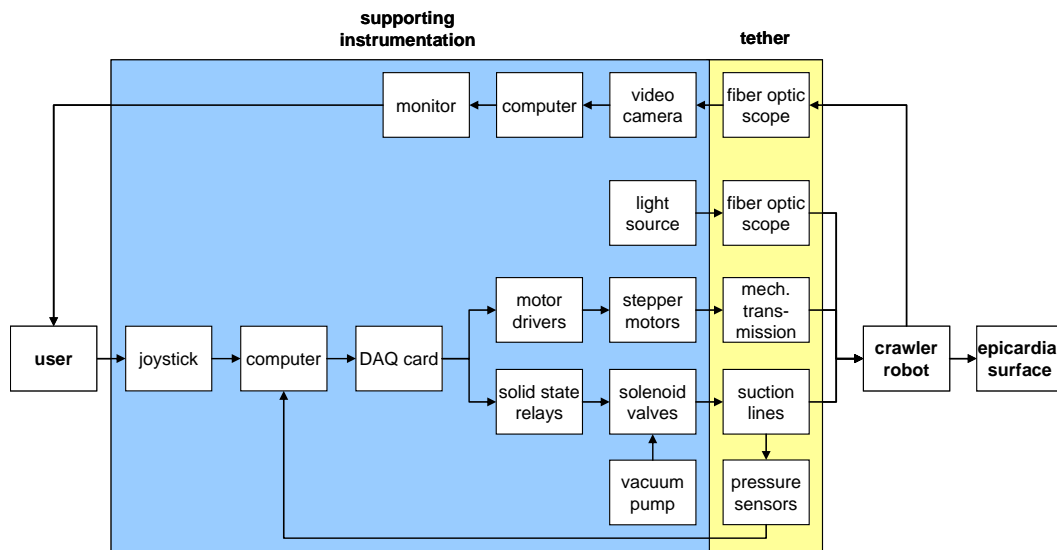 supporting
instrumentation
tether
monitor
computer
video
camera
fiber optic
scope
light
source
fiber optic
scope
motor
drivers
stepper
motors
mech.
trans-
mission
user
joystick
computer
DAQ card
crawler
robot
epicardial
surface
solid state
relays
solenoid
valves
suction
lines
vacuum
pump
pressure
sensors